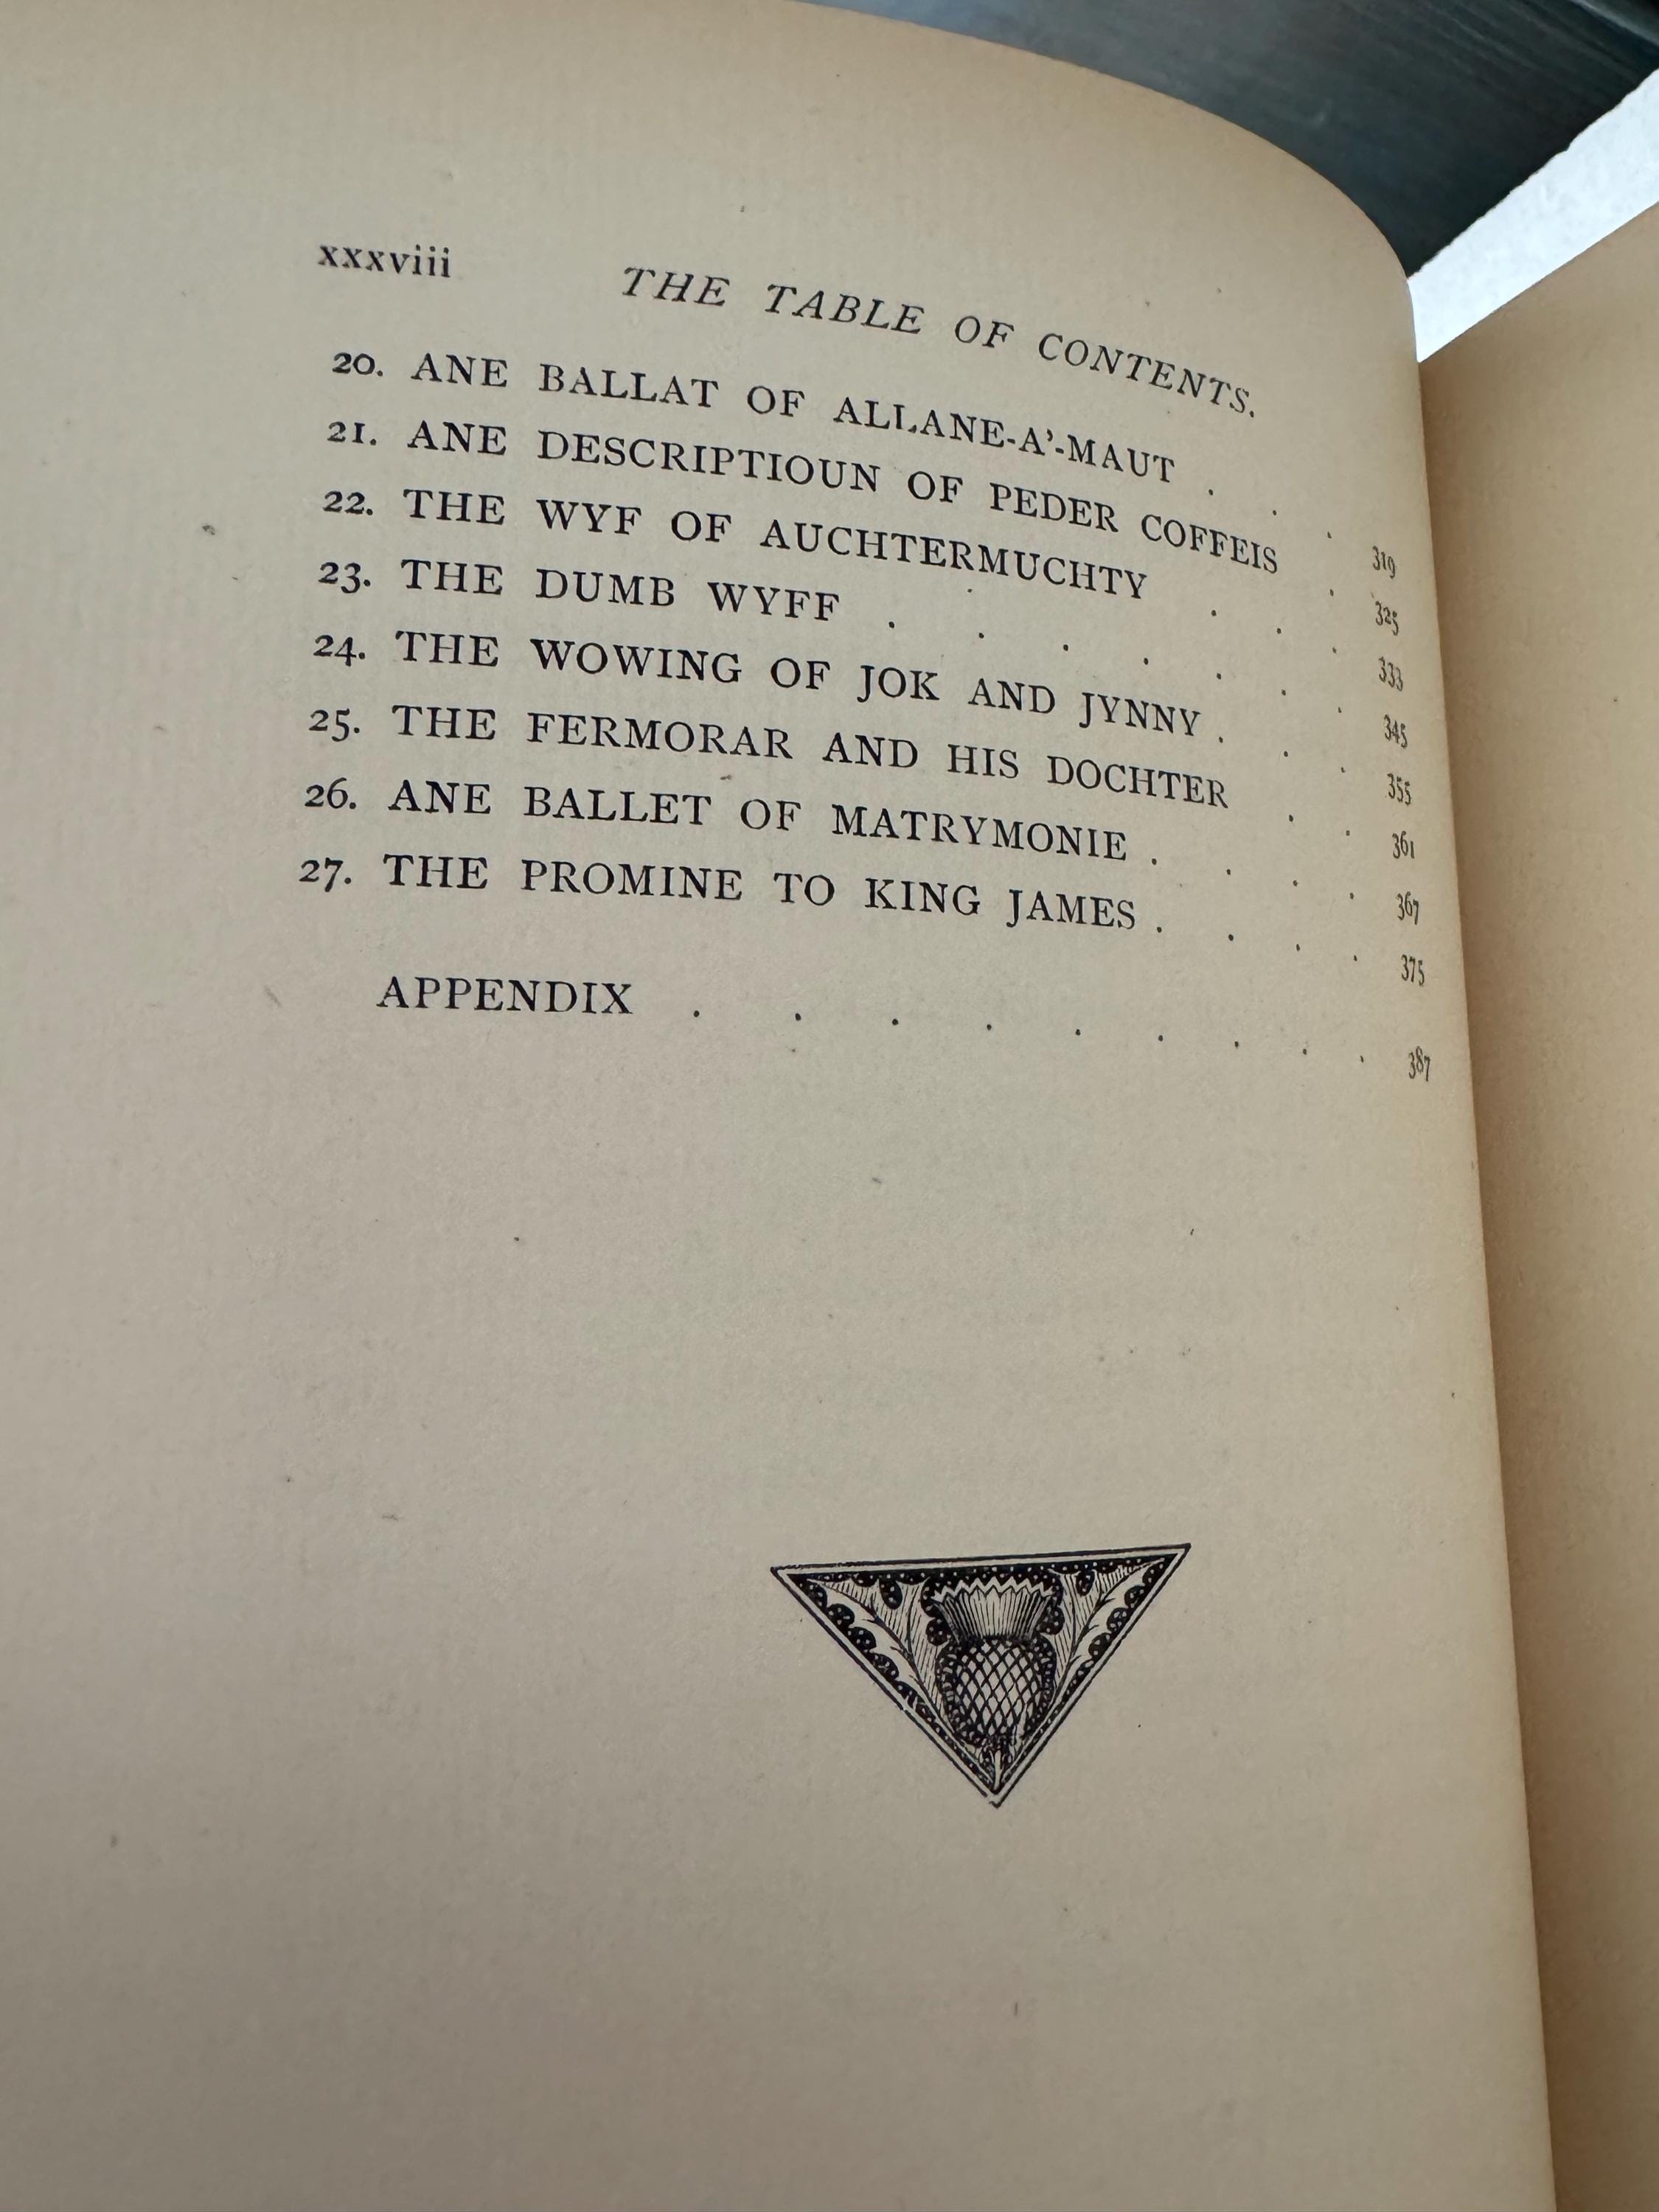 xxxviii THE TABLE OF CONTENTS.
20. ANE BALLAT OF ALLANE-A'-MAUT . . . 319
21. ANE DESCRIPTIOUN OF PEDER COFFEIS . 325
22. THE WYF OF AUCHTERMUCHTY . . . 333
23. THE DUMB WYFF . . . . . . . 345
24. THE WOWING OF JOK AND JYNNY . . . 355
25. THE FERMORAR AND HIS DOCHTER . . 361
26. ANE BALLET OF MATRYMONIE . . . . 367
27. THE PROMINE TO KING JAMES . . . . 375
APPENDIX . . . . . . . . . 387